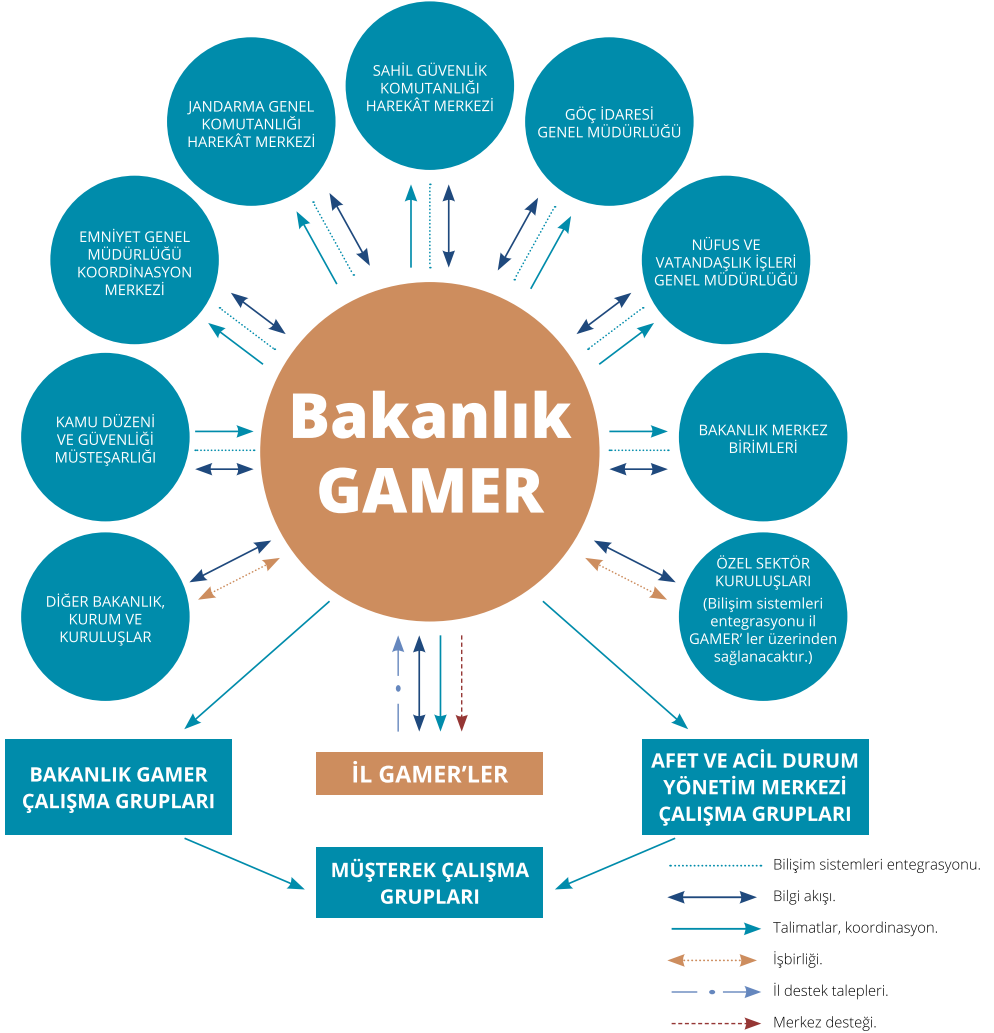 SAHİL GÜVENLİK
KOMUTANLIĞI
HAREKÂT MERKEZİ
JANDARMA GENEL
KOMUTANLIĞI
HAREKÂT MERKEZİ
GÖÇ İDARESİ
GENEL MÜDÜRLÜĞÜ
EMNİYET GENEL
MÜDÜRLÜĞÜ
KOORDİNASYON
MERKEZİ
NÜFUS VE
VATANDAŞLIK İŞLERİ
GENEL MÜDÜRLÜĞÜ
Bakanlık
GAMER
KAMU DÜZENİ
VE GÜVENLİĞİ
MÜSTEŞARLIĞI
BAKANLIK MERKEZ
BİRİMLERİ
DİĞER BAKANLIK,
KURUM VE
KURULUŞLAR
ÖZEL SEKTÖR
KURULUŞLARI
(Bilişim sistemleri
entegrasyonu il
GAMER’ ler üzerinden
sağlanacaktır.)
BAKANLIK GAMER
ÇALIŞMA GRUPLARI
İL GAMER’LER
AFET VE ACİL DURUM
YÖNETİM MERKEZİ
ÇALIŞMA GRUPLARI
MÜŞTEREK ÇALIŞMA
GRUPLARI
Bilişim sistemleri entegrasyonu.
Bilgi akışı.
Talimatlar, koordinasyon.
İşbirliği.
İl destek talepleri.
Merkez desteği.